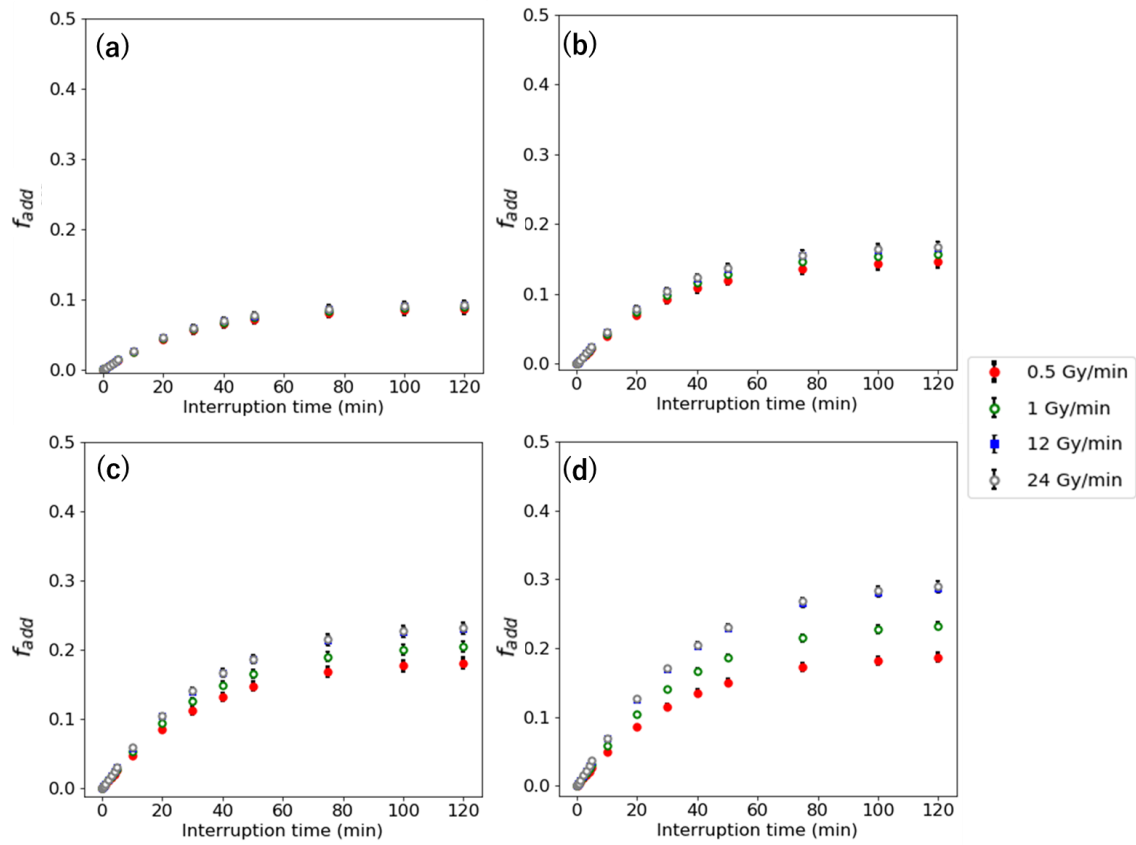 (a)
0.5
0.4
0.3
0.2
0.1
0.0
f_add
0 20 40 60 80 100 120
Interruption time (min)
(b)
0.5
0.4
0.3
0.2
0.1
0.0
f_add
0 20 40 60 80 100 120
Interruption time (min)
(c)
0.5
0.4
0.3
0.2
0.1
0.0
f_add
0 20 40 60 80 100 120
Interruption time (min)
(d)
0.5
0.4
0.3
0.2
0.1
0.0
f_add
0 20 40 60 80 100 120
Interruption time (min)
0.5 Gy/min
1 Gy/min
12 Gy/min
24 Gy/min